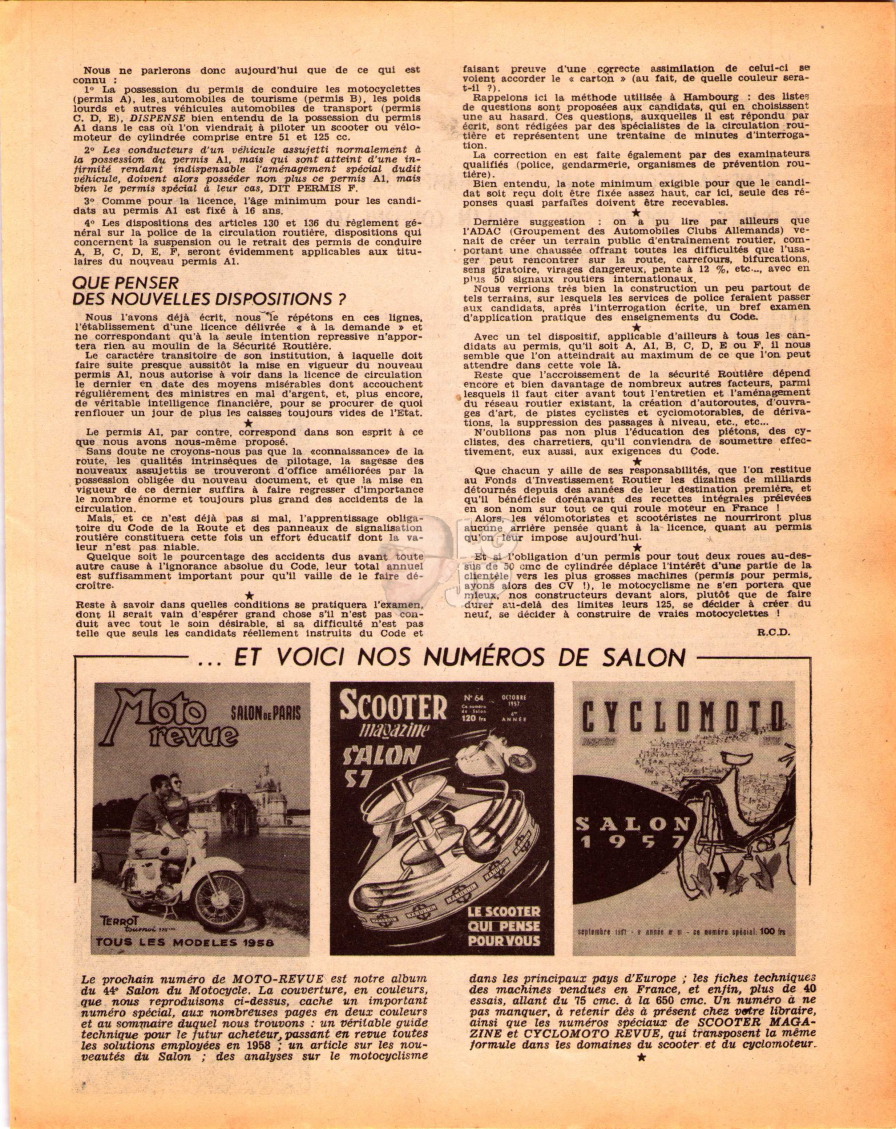 Nous ne parlerons donc aujourd'hui que de ce qui est
connu :
1° La possession du permis de conduire les motocyclettes
(permis A), les automobiles de tourisme (permis B), les poids
lourds et autres véhicules automobiles de transport (permis
C, D, E), DISPENSE bien entendu de la possession du permis
A1 dans le cas où l'on viendrait à piloter un scooter ou vélo-
moteur de cylindrée comprise entre 51 et 125 cc.
2° Les conducteurs d'un véhicule assujetti normalement à
la possession du permis A1, mais qui sont atteint d'une in-
firmité rendant indispensable l'aménagement spécial dudit
véhicule, doivent alors posséder non plus ce permis A1, mais
bien le permis spécial à leur cas, DIT PERMIS F.
3° Comme pour la licence, l'âge minimum pour les candi-
dats au permis A1 est fixé à 16 ans.
4° Les dispositions des articles 130 et 136 du règlement gé-
néral sur la police de la circulation routière, dispositions qui
concernent la suspension ou le retrait des permis de conduire
A, B, C, D, E, F, seront évidemment applicables aux titu-
laires du nouveau permis A1.
QUE PENSER
DES NOUVELLES DISPOSITIONS ?
Nous l'avons déjà écrit, nous le répétons en ces lignes,
l'établissement d'une licence délivrée « à la demande » et
ne correspondant qu'à la seule intention repressive n'appor-
tera rien au moulin de la Sécurité Routière.
Le caractére transitoire de son institution, à laquelle doit
faire suite presque aussitôt la mise en vigueur du nouveau
permis A1, nous autorise à voir dans la licence de circulation
le dernier en date des moyens misérables dont accouchent
régulièrement des ministres en mal d'argent, et, plus encore,
de véritable intelligence financière, pour se procurer de quoi
renflouer un jour de plus les caisses toujours vides de l'Etat.
★
Le permis A1, par contre, correspond dans son esprit à ce
que nous avons nous-même proposé.
Sans doute ne croyons-nous pas que la «connaissance» de la
route, les qualités intrinsèques de pilotage, la sagesse des
nouveaux assujettis se trouveront d'office améliorées par la
possession obligée du nouveau document, et que la mise en
vigueur de ce dernier suffira à faire regresser d'importance
le nombre énorme et toujours plus grand des accidents de la
circulation.
Mais, et ce n'est déjà pas si mal, l'apprentissage obliga-
toire du Code de la Route et des panneaux de signalisation
routière constituera cette fois un effort éducatif dont la va-
leur n'est pas niable.
Quelque soit le pourcentage des accidents dus avant toute
autre cause à l'ignorance absolue du Code, leur total annuel
est suffisamment important pour qu'il vaille de le faire dé-
croître.
★
Reste à savoir dans quelles conditions se pratiquera l'examen,
dont il serait vain d'espérer grand chose s'il n'est pas con-
duit avec tout le soin désirable, si sa difficulté n'est pas
telle que seuls les candidats réellement instruits du Code et
faisant preuve d'une correcte assimilation de celui-ci se
voient accorder le « carton » (au fait, de quelle couleur sera-
t-il ?).
Rappelons ici la méthode utilisée à Hambourg : des listes
de questions sont proposées aux candidats, qui en choisissent
une au hasard. Ces questions, auxquelles il est répondu par
écrit, sont rédigées par des spécialistes de la circulation rou-
tière et représentent une trentaine de minutes d'interroga-
tion.
La correction en est faite également par des examinateurs
qualifiés (police, gendarmerie, organismes de prévention rou-
tière).
Bien entendu, la note minimum exigible pour que le candi-
dat soit reçu doit être fixée assez haut, car ici, seule des ré-
ponses quasi parfaites doivent être recevables.
★
Dernière suggestion : on a pu lire par ailleurs que
l'ADAC (Groupement des Automobiles Clubs Allemands) ve-
nait de créer un terrain public d'entrainement routier, com-
portant une chaussée offrant toutes les difficultés que l'usa-
ger peut rencontrer sur la route, carrefours, bifurcations,
sens giratoire, virages dangereux, pente à 12 %, etc..., avec en
plus 50 signaux routiers internationaux.
Nous verrions très bien la construction un peu partout de
tels terrains, sur lesquels les services de police feraient passer
aux candidats, après l'interrogation écrite, un bref examen
d'application pratique des enseignements du Code.
★
Avec un tel dispositif, applicable d'ailleurs à tous les can-
didats au permis, qu'il soit A, A1, B, C, D, E ou F, il nous
semble que l'on atteindrait au maximum de ce que l'on peut
attendre dans cette voie là.
Reste que l'accroissement de la sécurité Routière dépend
encore et bien davantage de nombreux autres facteurs, parmi
lesquels il faut citer avant tout l'entretien et l'aménagement
du réseau routier existant, la création d'autoroutes, d'ouvra-
ges d'art, de pistes cyclistes et cyclomotorables, de dériva-
tions, la suppression des passages à niveau, etc., etc...
N'oublions pas non plus l'éducation des piétons, des cy-
clistes, des charretiers, qu'il conviendra de soumettre effec-
tivement, eux aussi, aux exigences du Code.
★
Que chacun y aille de ses responsabilités, que l'on restitue
au Fonds d'Investissement Routier les dizaines de milliards
détournés depuis des années de leur destination première, et
qu'il bénéficie dorénavant des recettes intégrales prélevées
en son nom sur tout ce qui roule moteur en France !
Alors, les vélomotoristes et scootéristes ne nourriront plus
aucune arrière pensée quant à la licence, quant au permis
qu'on leur impose aujourd'hui.
★
Et si l'obligation d'un permis pour tout deux roues au-des-
sus de 50 cmc de cylindrée déplace l'intérêt d'une partie de la
clientèle vers les plus grosses machines (permis pour permis,
ayons alors des CV !), le motocyclisme ne s'en portera que
mieux, nos constructeurs devant alors, plutôt que de faire
durer au-delà des limites leurs 125, se décider à créer du
neuf, se décider à construire de vraies motocyclettes !
R.C.D.
... ET VOICI NOS NUMÉROS DE SALON
Moto
revue
SALON DE PARIS
TERROT
tournoi
TOUS LES MODELES 1958
SCOOTER
magazine
SALON
57
N° 64
Ce numéro
de Salon
120 frs
OCTOBRE
1957
ANNÉE
LE SCOOTER
QUI PENSE
POUR VOUS
CYCLOMOTO
SALON
1957
septembre 1957 - année n° - ce numéro spécial: 100 frs
Le prochain numéro de MOTO-REVUE est notre album
du 44e Salon du Motocycle. La couverture, en couleurs,
que nous reproduisons ci-dessus, cache un important
numéro spécial, aux nombreuses pages en deux couleurs
et au sommaire duquel nous trouvons : un véritable guide
technique pour le futur acheteur, passant en revue toutes
les solutions employées en 1958 ; un article sur les nou-
veautés du Salon ; des analyses sur le motocyclisme
dans les principaux pays d'Europe ; les fiches techniques
des machines vendues en France, et enfin, plus de 40
essais, allant du 75 cmc. à la 650 cmc. Un numéro à ne
pas manquer, à retenir dès à présent chez votre libraire,
ainsi que les numéros spéciaux de SCOOTER MAGA-
ZINE et CYCLOMOTO REVUE, qui transposent la même
formule dans les domaines du scooter et du cyclomoteur.
★